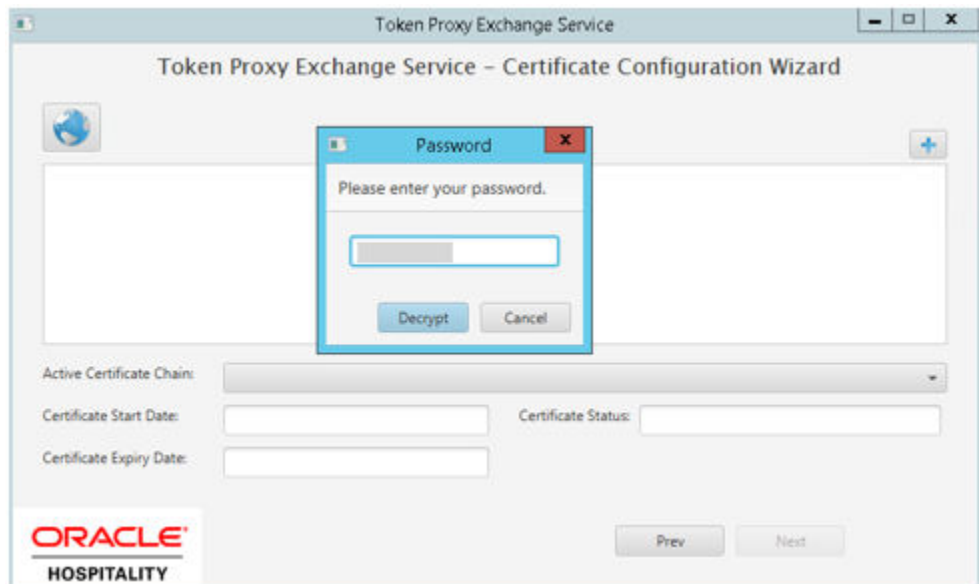 Token Proxy Exchange Service
Token Proxy Exchange Service – Certificate Configuration Wizard
Password
Please enter your password.
Decrypt Cancel
Active Certificate Chain:
Certificate Start Date: Certificate Status:
Certificate Expiry Date:
Prev Next
ORACLE®
HOSPITALITY